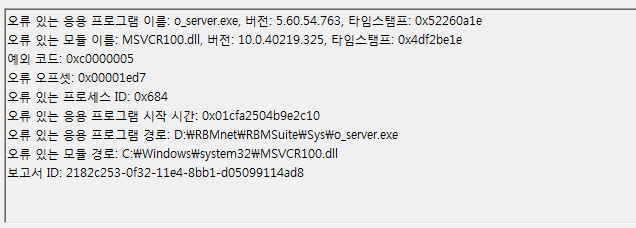 오류 있는 응용 프로그램 이름: o_server.exe, 버전: 5.60.54.763, 타임스탬프: 0x52260a1e
오류 있는 모듈 이름: MSVCR100.dll, 버전: 10.0.40219.325, 타임스탬프: 0x4df2be1e
예외 코드: 0xc0000005
오류 오프셋: 0x00001ed7
오류 있는 프로세스 ID: 0x684
오류 있는 응용 프로그램 시작 시간: 0x01cfa2504b9e2c10
오류 있는 응용 프로그램 경로: D:₩RBMnet₩RBMSuite₩Sys₩o_server.exe
오류 있는 모듈 경로: C:₩Windows₩system32₩MSVCR100.dll
보고서 ID: 2182c253-0f32-11e4-8bb1-d05099114ad8